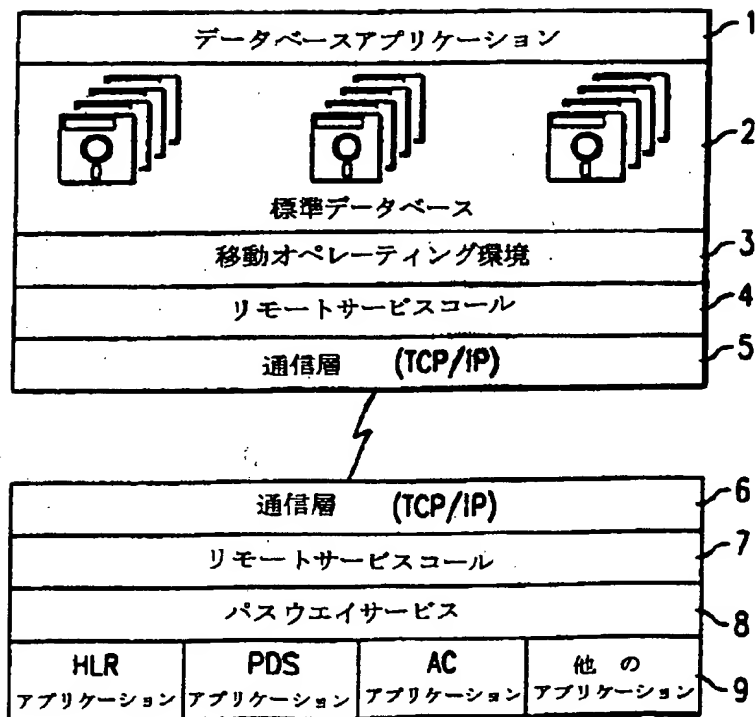 データベースアプリケーション 1
2
標準データベース
移動オペレーティング環境 3
リモートサービスコール 4
通信層 (TCP/IP) 5
通信層 (TCP/IP) 6
リモートサービスコール 7
パスウエイサービス 8
HLR PDS AC 他の
アプリケーション アプリケーション アプリケーション アプリケーション 9